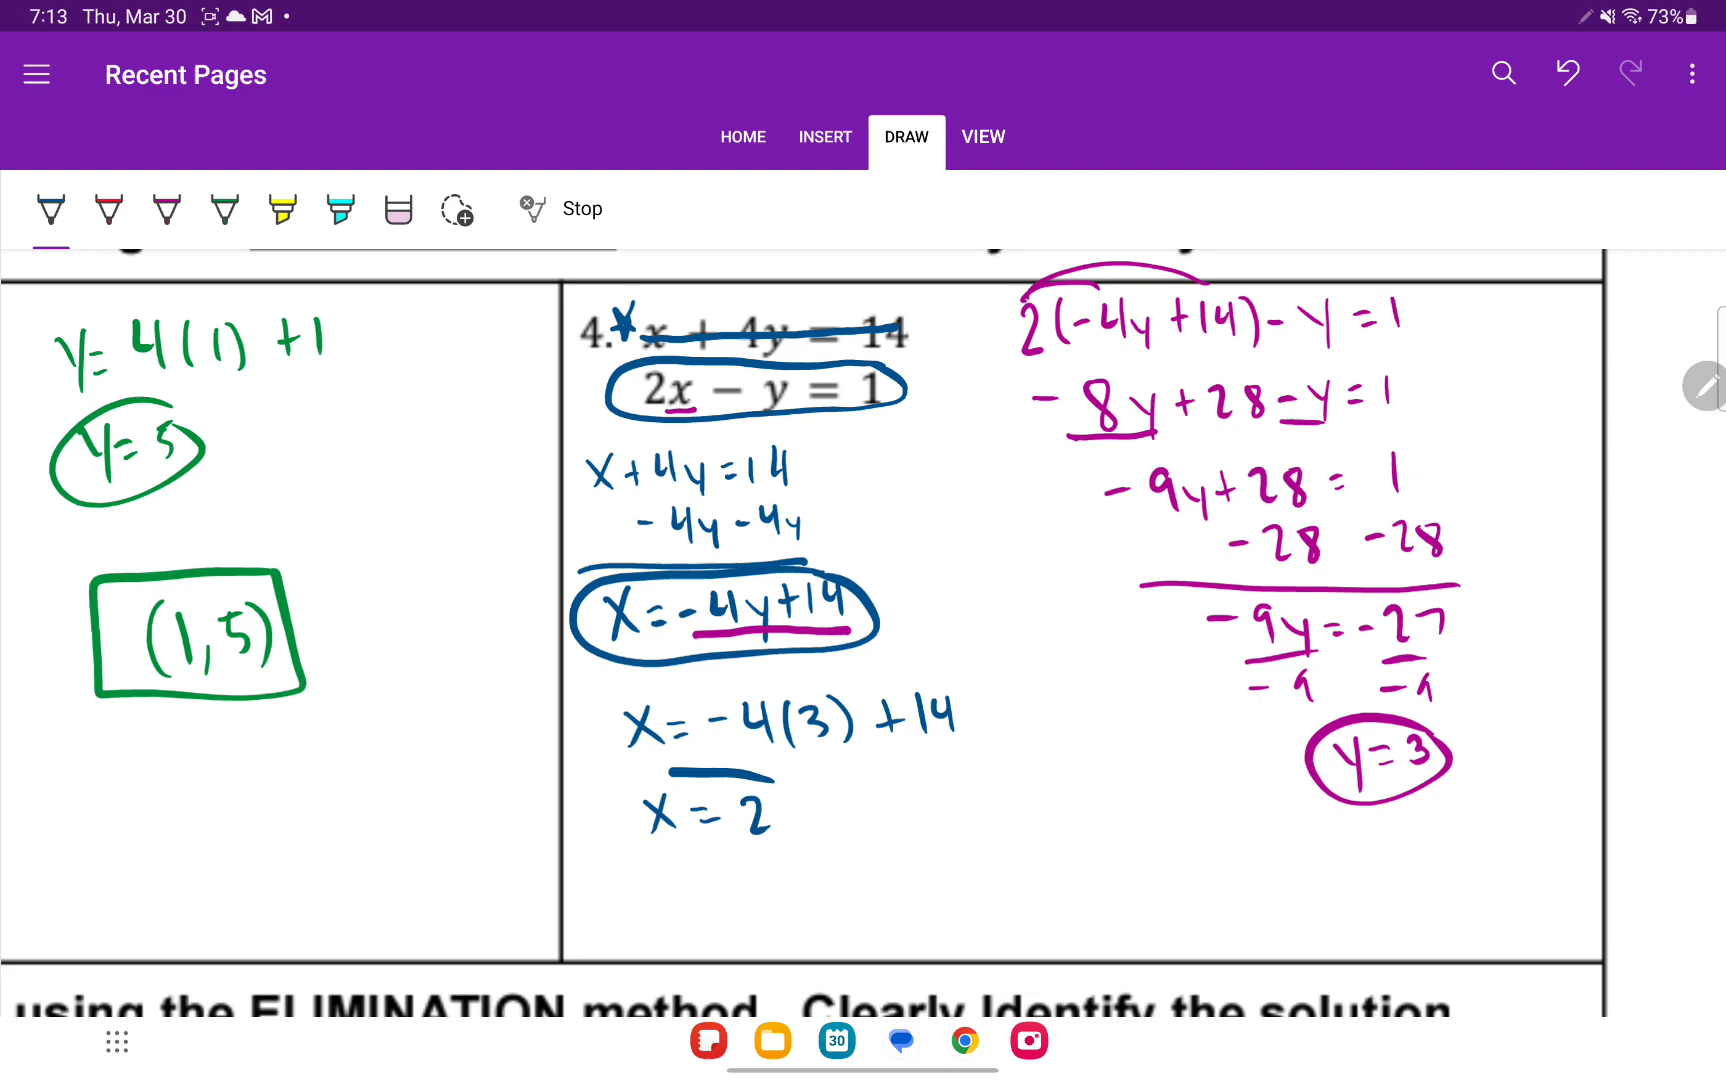 7:13 Thu, Mar 30
73%
Recent Pages
HOME INSERT DRAW VIEW
Stop
y= 4(1) +1
y= 5
(1,5)
4. x + 4y = 14
2x − y = 1
x+4y=14
-4y -4y
x=-4y+14
x= -4(3) +14
x = 2
2(-4y+14)-y=1
-8y+28-y=1
-9y+28= 1
-28 -28
-9y=-27
-9 -9
y=3
using the ELIMINATION method. Clearly Identify the solution
30